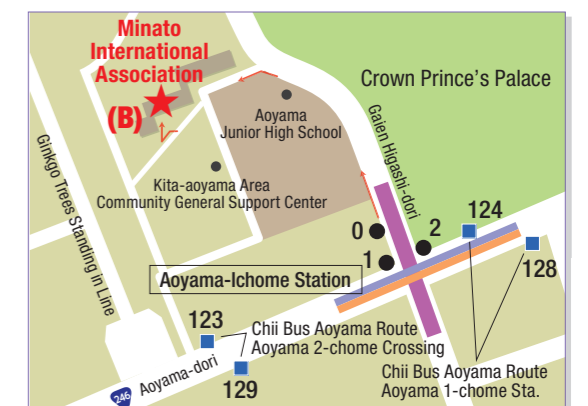 Minato
International
Association
(B)
Crown Prince's Palace
Aoyama
Junior High School
Gaien Higashi-dori
Ginkgo Trees Standing in Line
Kita-aoyama Area
Community General Support Center
0
2
124
1
128
Aoyama-Ichome Station
123
Chii Bus Aoyama Route
Aoyama 2-chome Crossing
Chii Bus Aoyama Route
Aoyama 1-chome Sta.
129
Aoyama-dori
246